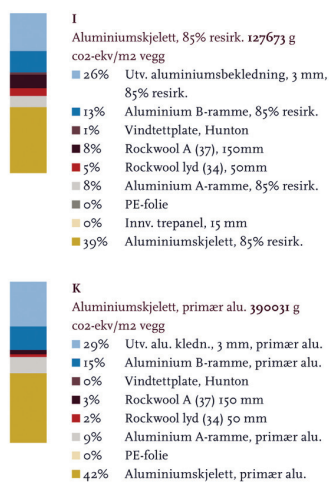 I
Aluminiumskjelett, 85% resirk. 127673 g
co2-ekv/m2 vegg
26% Utv. aluminiumsbekledning, 3 mm,
85% resirk.
13% Aluminium B-ramme, 85% resirk.
1% Vindtettplate, Hunton
8% Rockwool A (37), 150mm
5% Rockwool lyd (34), 50mm
8% Aluminium A-ramme, 85% resirk.
0% PE-folie
0% Innv. trepanel, 15 mm
39% Aluminiumskjelett, 85% resirk.
K
Aluminiumskjelett, primær alu. 390031 g
co2-ekv/m2 vegg
29% Utv. alu. kledn., 3 mm, primær alu.
15% Aluminium B-ramme, primær alu.
0% Vindtettplate, Hunton
3% Rockwool A (37) 150 mm
2% Rockwool lyd (34) 50 mm
9% Aluminium A-ramme, primær alu.
0% PE-folie
42% Aluminiumskjelett, primær alu.